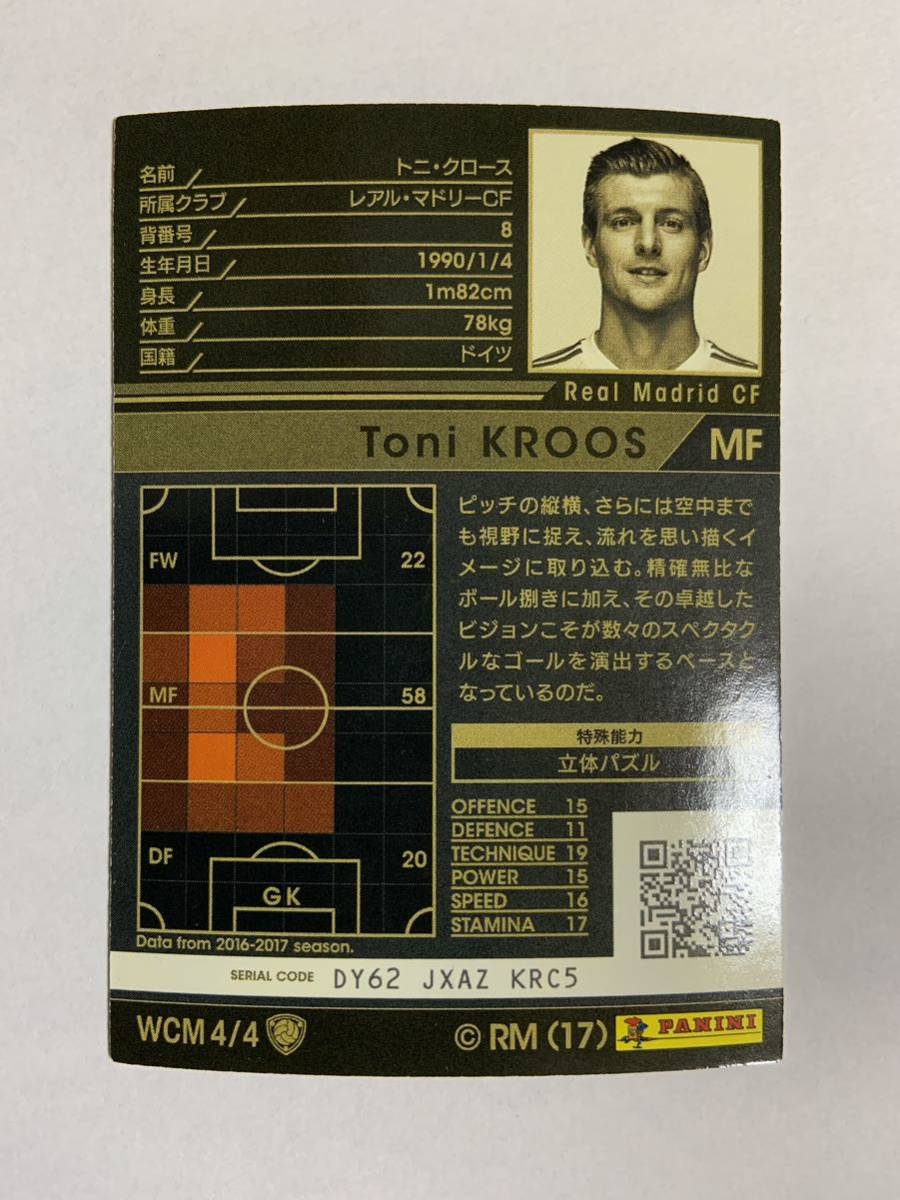 名前 トニ・クロース
所属クラブ レアル・マドリーCF
背番号 8
生年月日 1990/1/4
身長 1m82cm
体重 78kg
国籍 ドイツ
Real Madrid CF
Toni KROOS MF
FW 22
MF 58
DF 20
GK
Data from 2016-2017 season.
ピッチの縦横、さらには空中まで
も視野に捉え、流れを思い描くイ
メージに取り込む。精確無比な
ボール捌きに加え、その卓越した
ビジョンこそが数々のスペクタク
ルなゴールを演出するベースと
なっているのだ。
特殊能力
立体パズル
OFFENCE 15
DEFENCE 11
TECHNIQUE 19
POWER 15
SPEED 16
STAMINA 17
SERIAL CODE DY62 JXAZ KRC5
WCM 4/4
© RM (17) PANINI